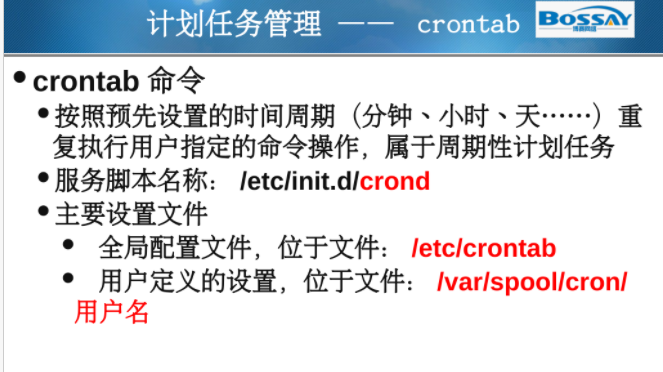 计划任务管理 —— crontab
BOSSAY
博赛网络
crontab 命令
按照预先设置的时间周期（分钟、小时、天……）重
复执行用户指定的命令操作，属于周期性计划任务
服务脚本名称： /etc/init.d/crond
主要设置文件
全局配置文件，位于文件： /etc/crontab
用户定义的设置，位于文件： /var/spool/cron/
用户名